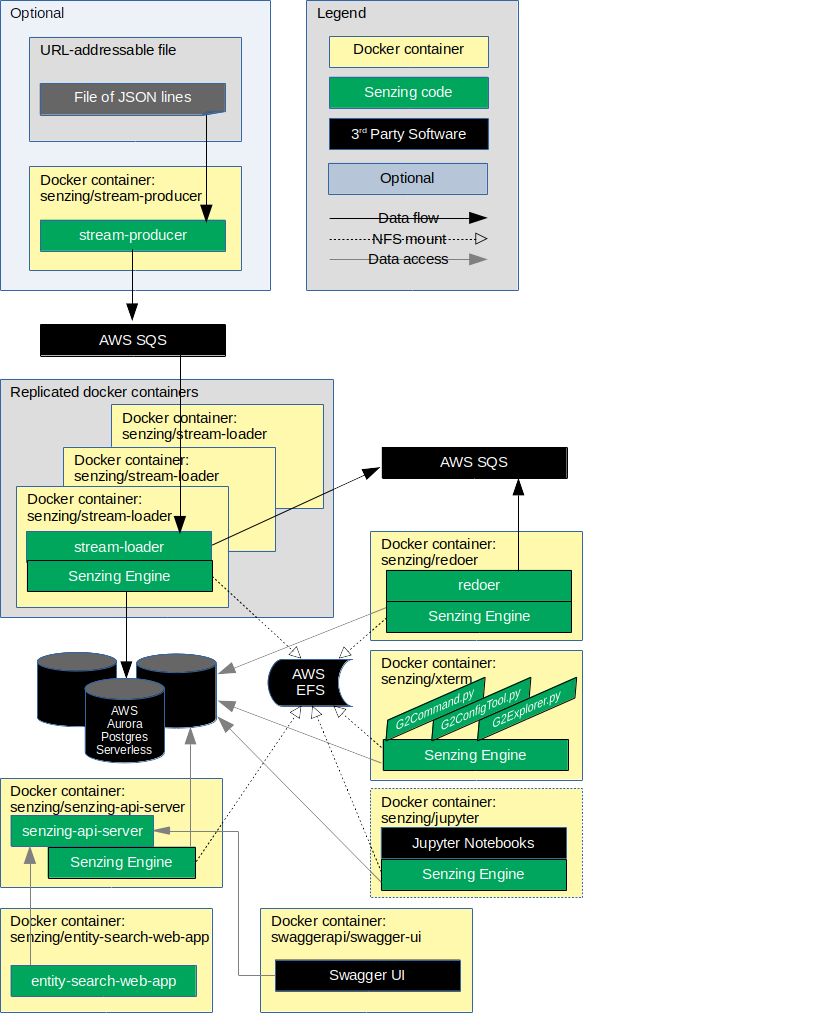 Optional
URL-addressable file
File of JSON lines
Docker container:
senzing/stream-producer
stream-producer
Legend
Docker container
Senzing code
3rd Party Software
Optional
Data flow
NFS mount
Data access
AWS SQS
Replicated docker containers
Docker container:
senzing/stream-loader
Docker container:
senzing/stream-loader
Docker container:
senzing/stream-loader
stream-loader
Senzing Engine
AWS SQS
Docker container:
senzing/redoer
redoer
Senzing Engine
AWS
Aurora
Postgres
Serverless
AWS
EFS
Docker container:
senzing/xterm
G2Command.py
G2ConfigTool.py
G2Explorer.py
Senzing Engine
Docker container:
senzing/senzing-api-server
senzing-api-server
Senzing Engine
Docker container:
senzing/jupyter
Jupyter Notebooks
Senzing Engine
Docker container:
senzing/entity-search-web-app
entity-search-web-app
Docker container:
swaggerapi/swagger-ui
Swagger UI